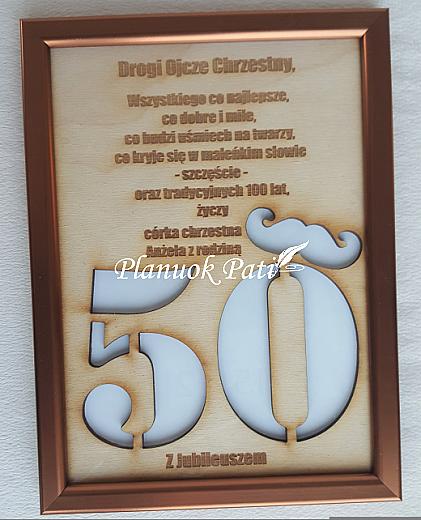 Drogi Ojcze Chrzestny,
Wszystkiego co najlepsze,
co dobre i miłe,
co budzi uśmiech na twarzy,
co kryje się w maleńkim słowie
- szczęście -
oraz tradycyjnych 100 lat,
życzy
córka chrzestna
Anżela z rodziną
Planuok Pati
50
Z Jubileuszem